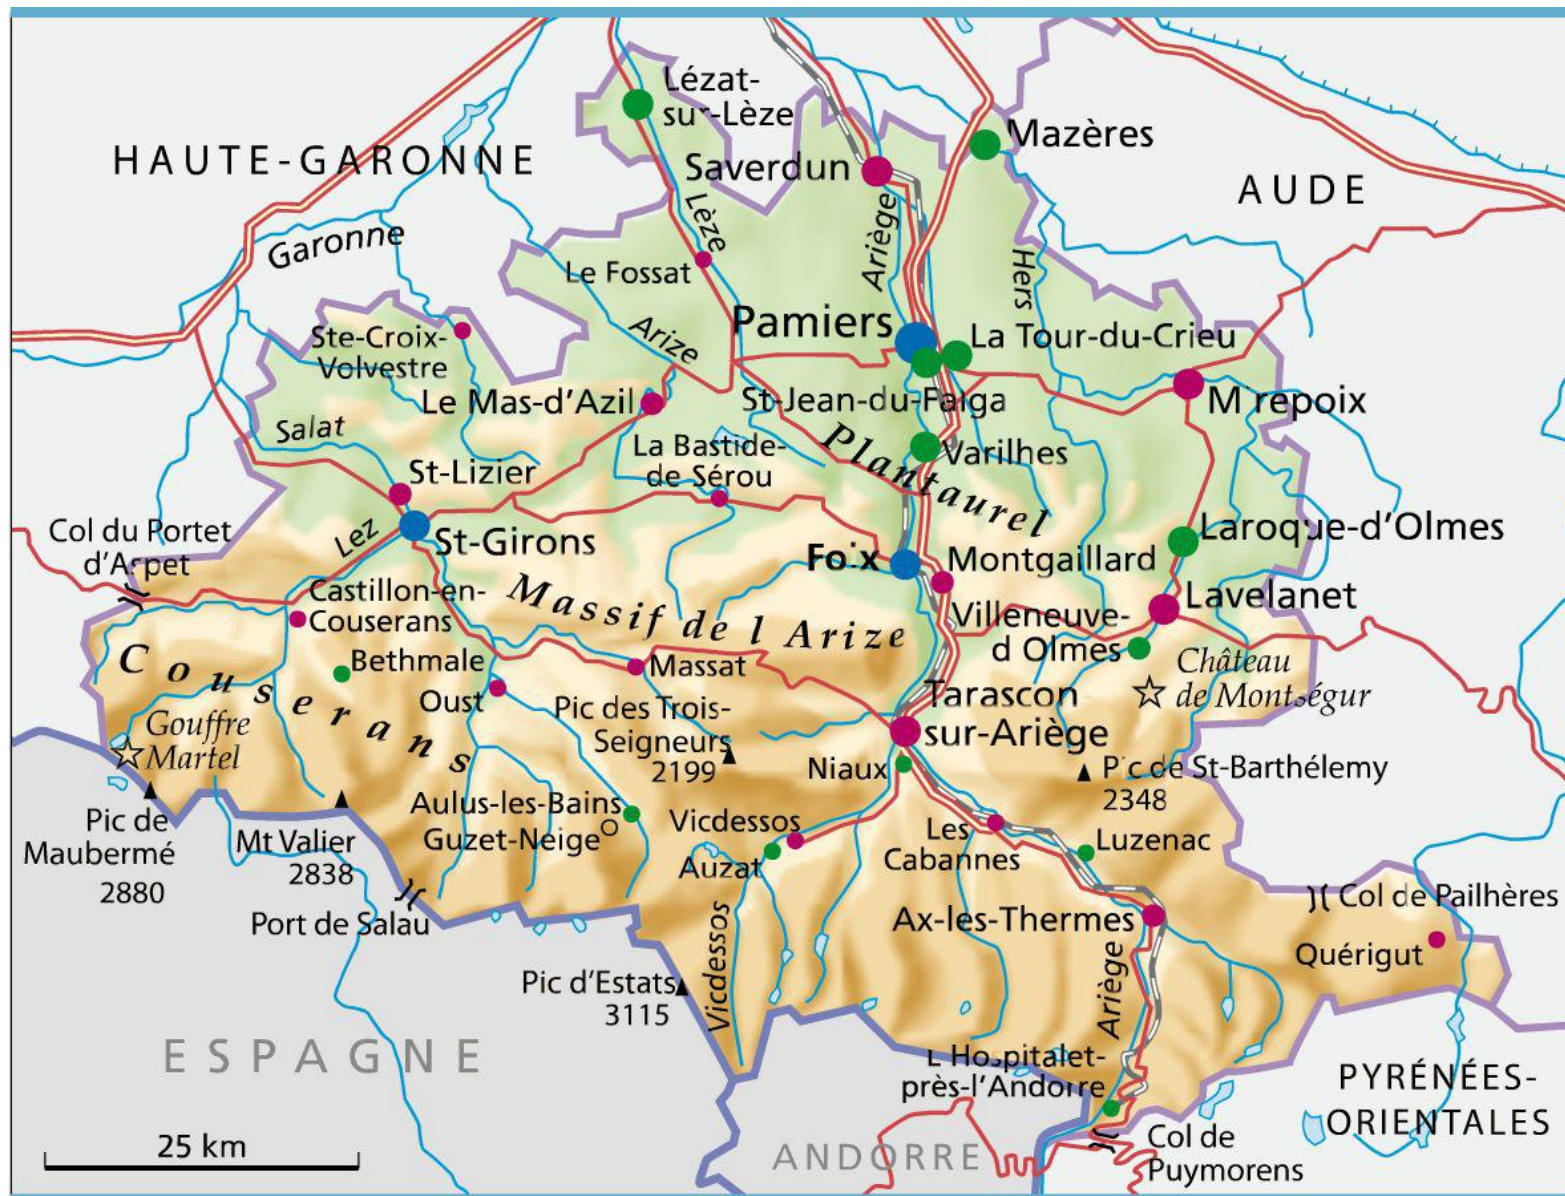 Lézat-
sur-Lèze
Mazères
HAUTE-GARONNE
Saverdun
AUDE
Lèze
Ariège
Garonne
Hers
Le Fossat
Pamiers
La Tour-du-Crieu
Ste-Croix-
Volvestre
Arize
Le Mas-d'Azil
St-Jean-du-Falga
M repoix
Salat
Plantaurel
La Bastide-
de Sérou
Varilhes
St-Lizier
Col du Portet
d'Aspet
Lez
St-Girons
Laroque-d'Olmes
Foix
Montgaillard
Castillon-en-
Couserans
Massif de l Arize
Villeneuve-
d Olmes
Lavelanet
Couserans
Bethmale
Massat
Château
de Montségur
Oust
Pic des Trois-
Seigneurs
2199
Tarascon
sur-Ariège
Gouffre
Martel
Niaux
Pic de St-Barthélemy
2348
Pic de
Maubermé
2880
Aulus-les-Bains
Guzet-Neige
Vicdessos
Auzat
Les
Cabannes
Luzenac
Mt Valier
2838
Port de Salau
Ax-les-Thermes
Col de Pailhères
Quérigut
Pic d'Estats
3115
Vicdessos
Ariège
ESPAGNE
L Hospitalet-
près-l'Andorre
PYRÉNÉES-
ORIENTALES
25 km
ANDORRE
Col de
Puymorens